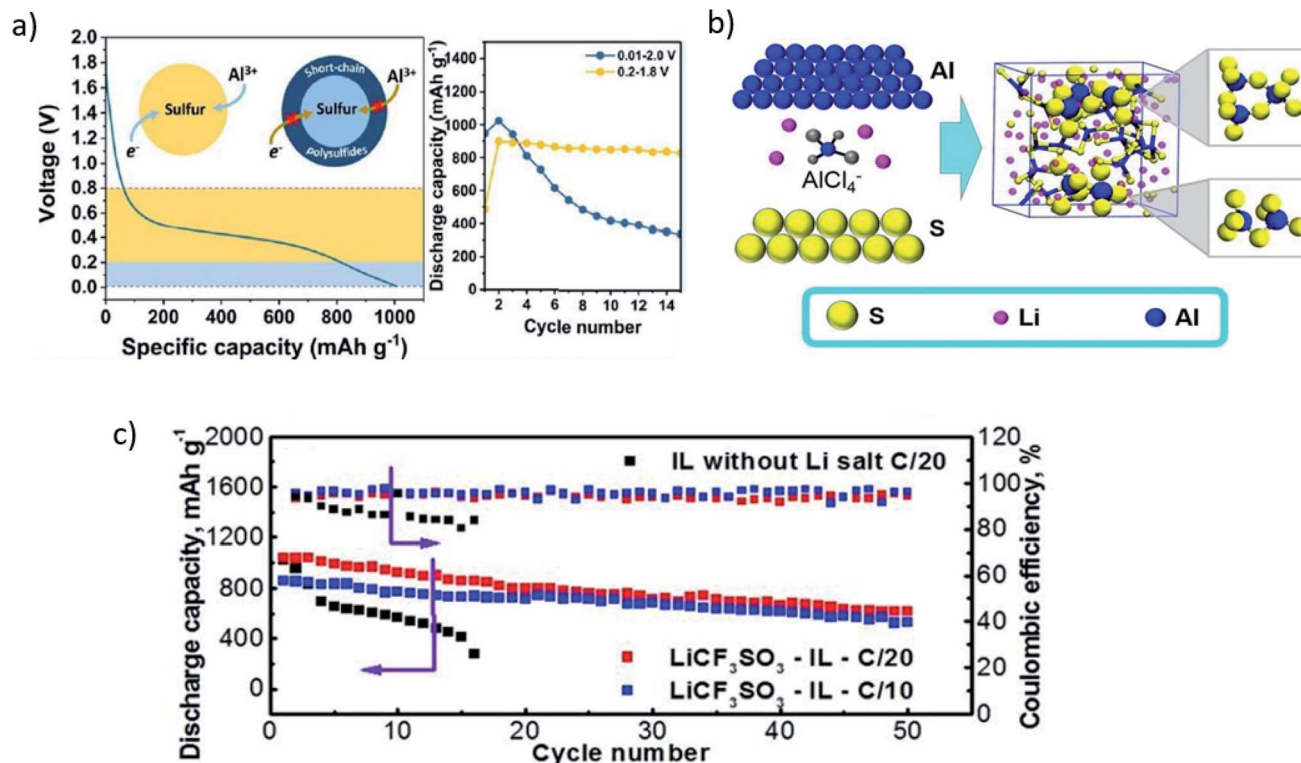 a)
Voltage (V)
2.0
1.8
1.6
1.4
1.2
1.0
0.8
0.6
0.4
0.2
0.0
0 200 400 600 800 1000
Specific capacity (mAh g⁻¹)
Sulfur
Al³⁺
e⁻
Short-chain
Sulfur
polysulfides
Al³⁺
e⁻
Discharge capacity (mAh g⁻¹)
1400
1200
1000
800
600
400
200
0
0.01-2.0 V
0.2-1.8 V
2 4 6 8 10 12 14
Cycle number
b)
Al
AlCl₄⁻
S
S Li Al
c)
Discharge capacity, mAh g⁻¹
2000
1600
1200
800
400
0
IL without Li salt C/20
LiCF₃SO₃ - IL - C/20
LiCF₃SO₃ - IL - C/10
120
100
80
60
40
20
0
Coulombic efficiency, %
0 10 20 30 40 50
Cycle number